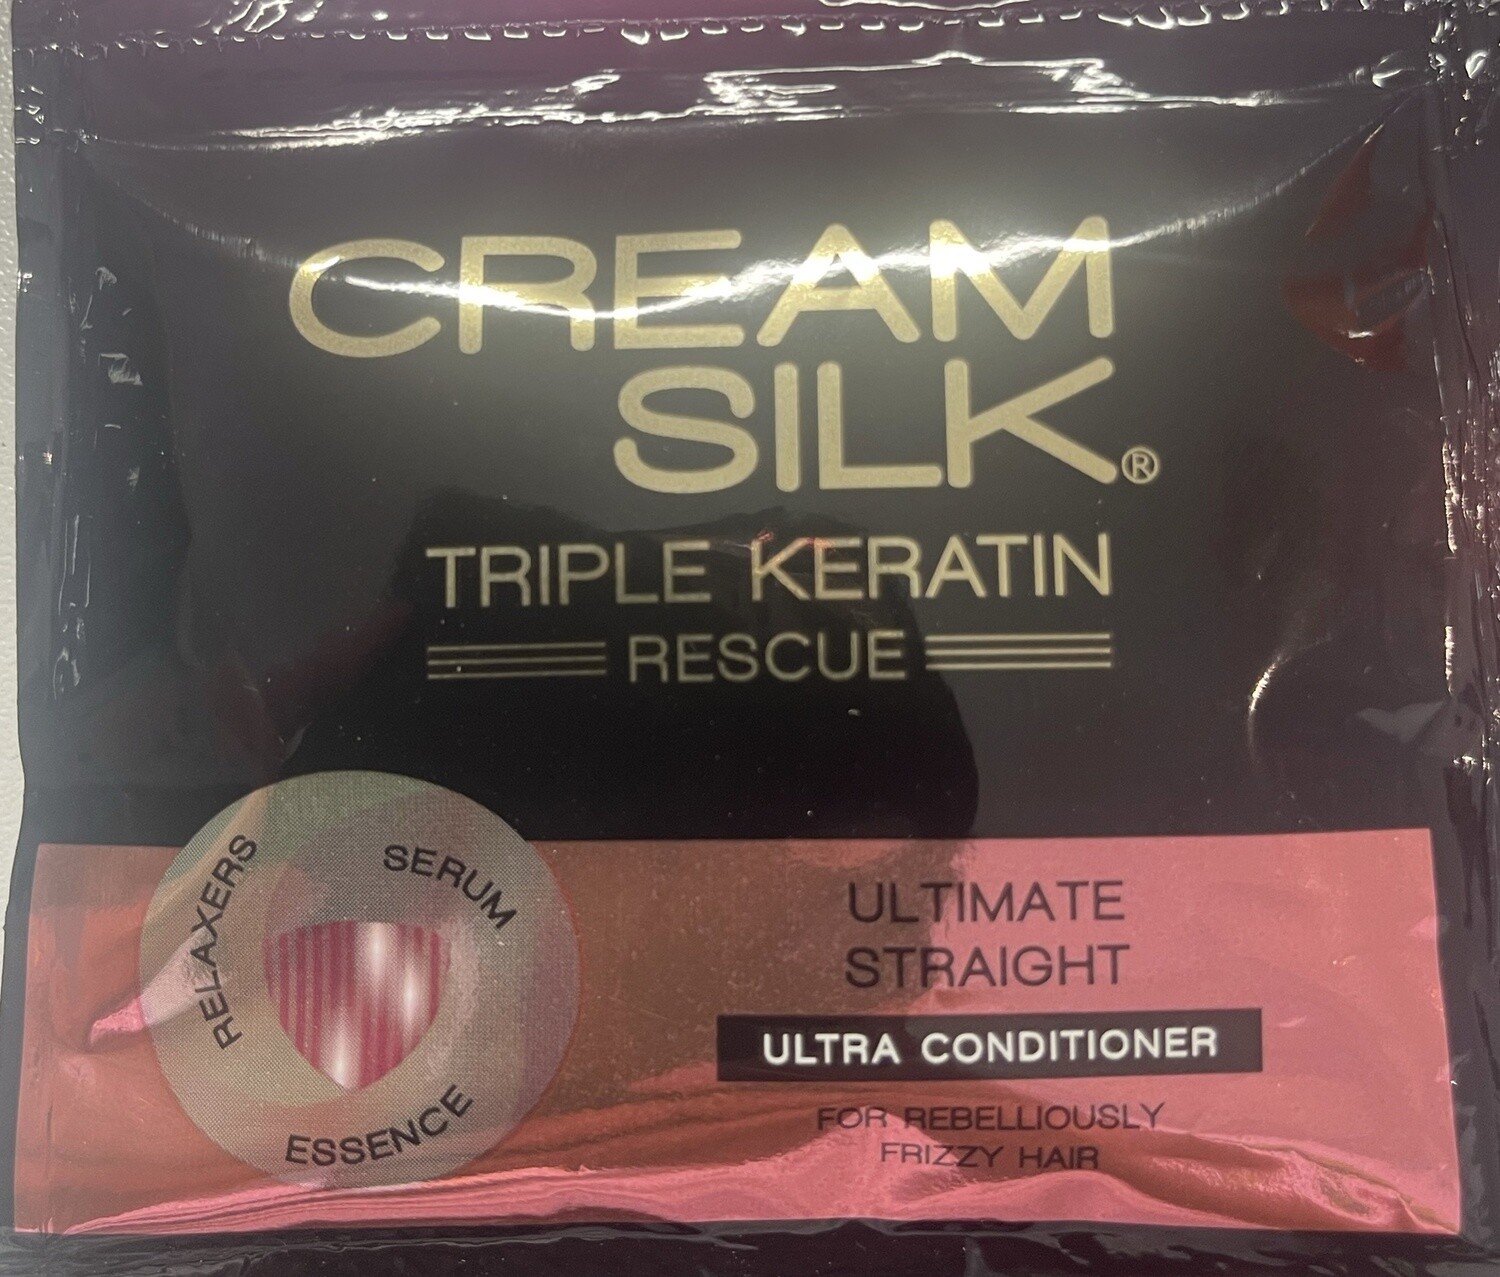 CREAM
SILK®
TRIPLE KERATIN
RESCUE
RELAXERS
SERUM
ESSENCE
ULTIMATE
STRAIGHT
ULTRA CONDITIONER
FOR REBELLIOUSLY
FRIZZY HAIR